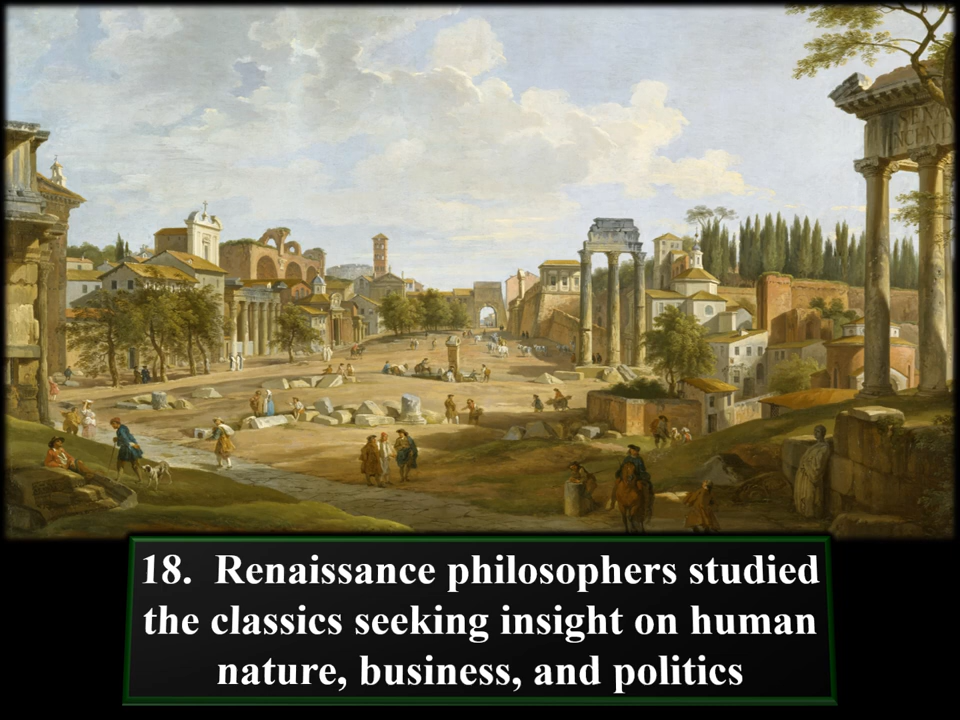 18. Renaissance philosophers studied
the classics seeking insight on human
nature, business, and politics